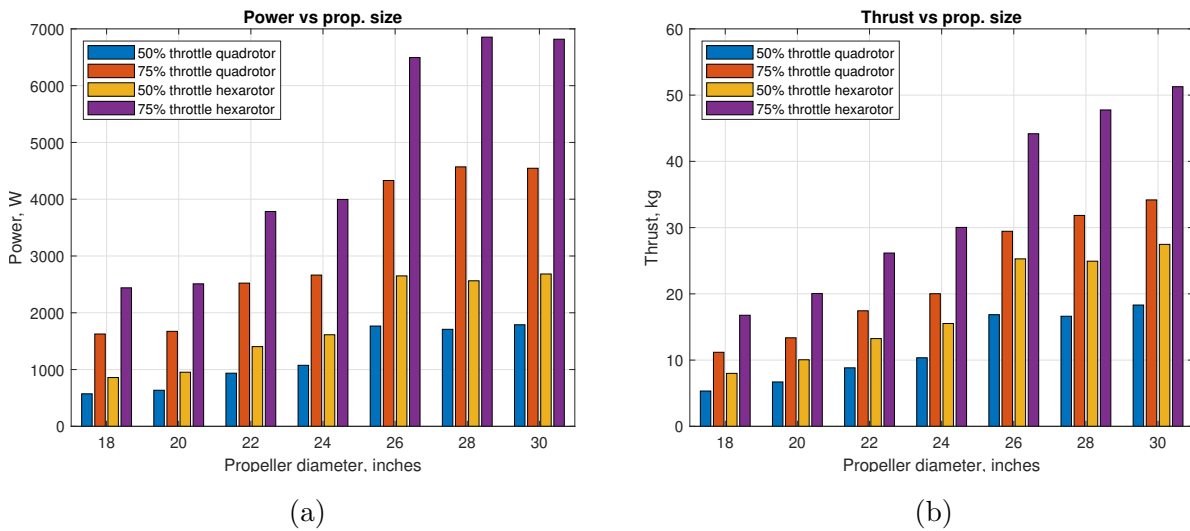 Power vs prop. size
7000
6000
5000
4000
3000
2000
1000
0
Power, W
50% throttle quadrotor
75% throttle quadrotor
50% throttle hexarotor
75% throttle hexarotor
18 20 22 24 26 28 30
Propeller diameter, inches
(a)
Thrust vs prop. size
60
50
40
30
20
10
0
Thrust, kg
50% throttle quadrotor
75% throttle quadrotor
50% throttle hexarotor
75% throttle hexarotor
18 20 22 24 26 28 30
Propeller diameter, inches
(b)